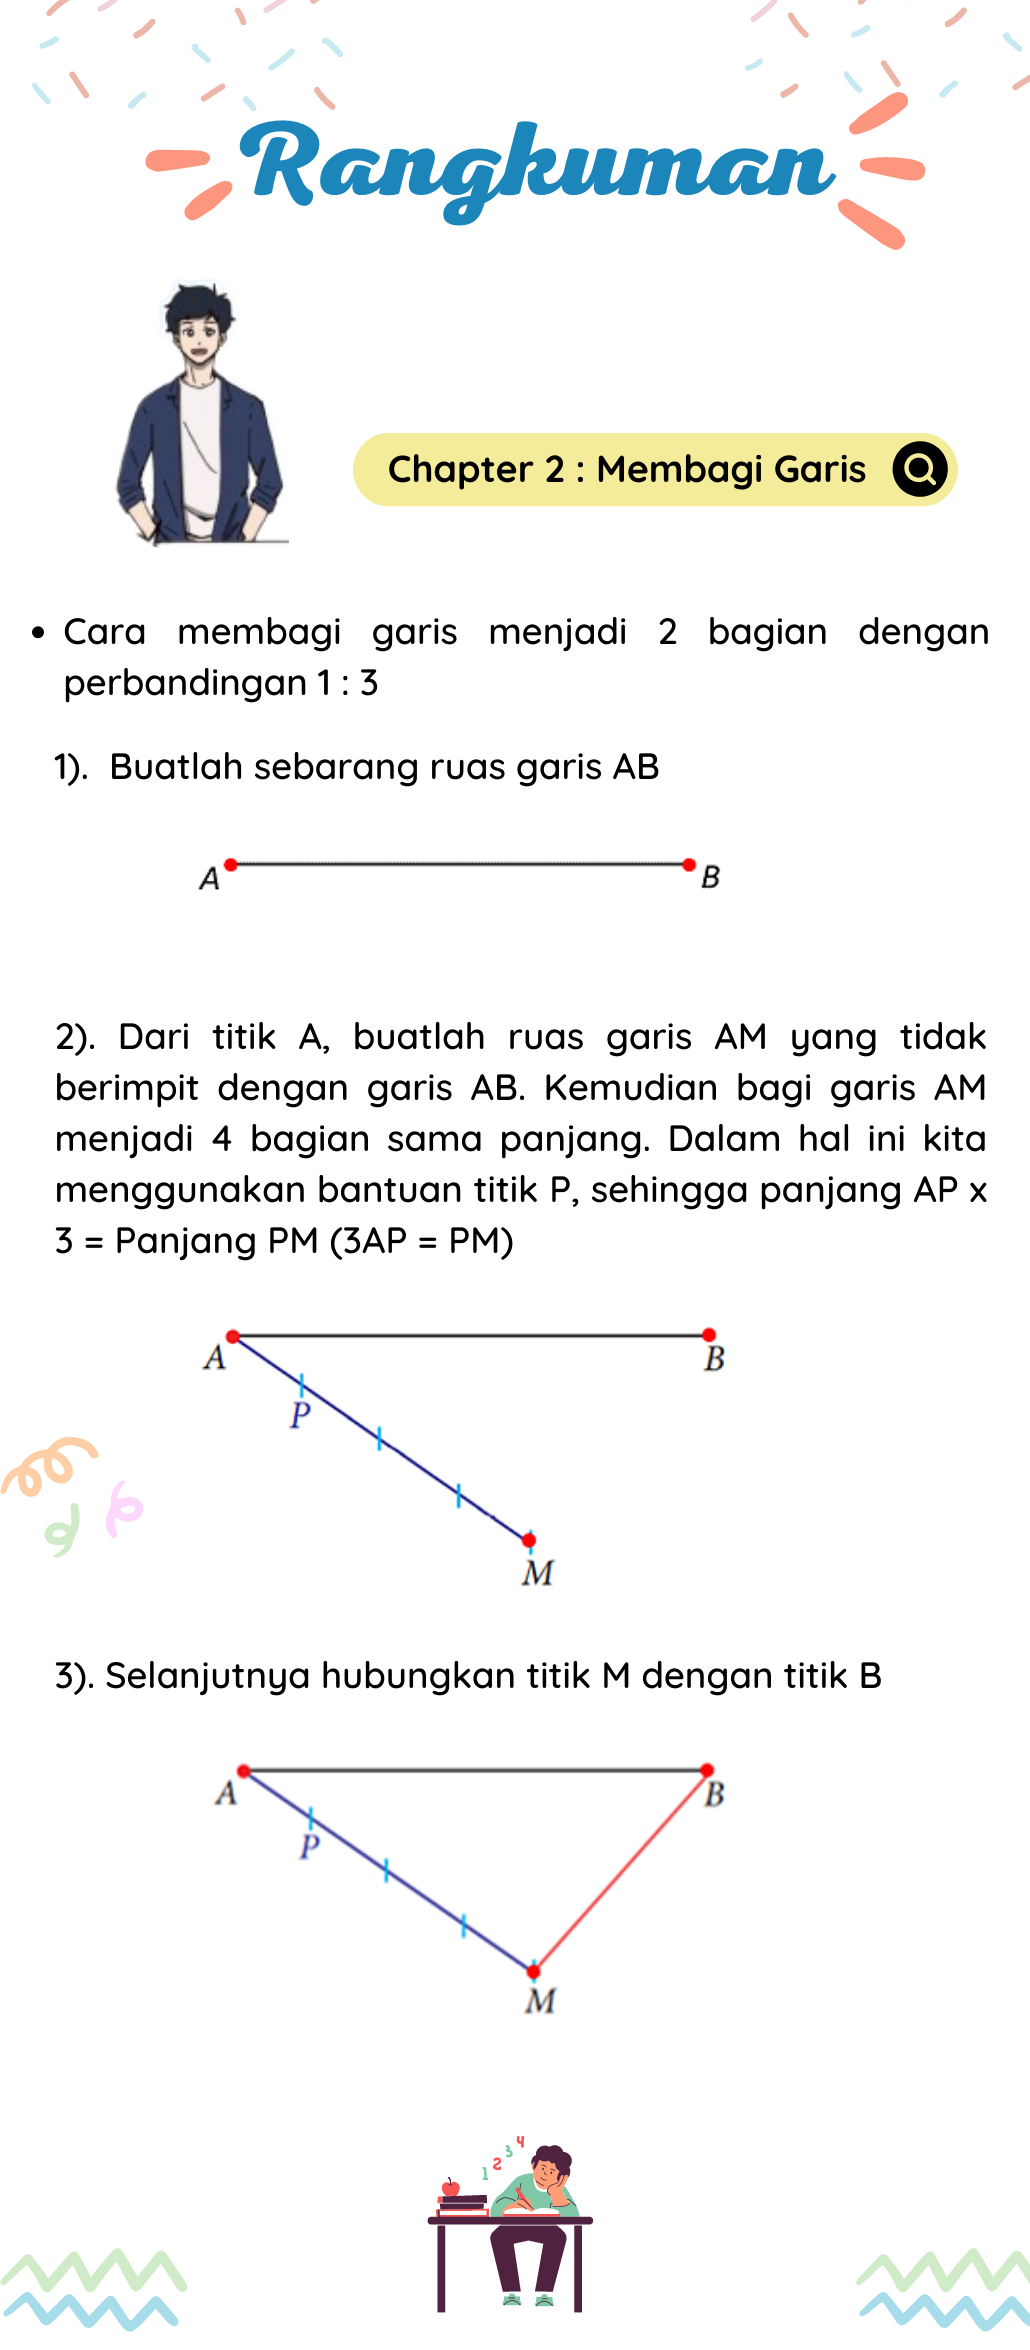 Rangkuman
Chapter 2 : Membagi Garis
• Cara membagi garis menjadi 2 bagian dengan
perbandingan 1 : 3
1). Buatlah sebarang ruas garis AB
A
B
2). Dari titik A, buatlah ruas garis AM yang tidak
berimpit dengan garis AB. Kemudian bagi garis AM
menjadi 4 bagian sama panjang. Dalam hal ini kita
menggunakan bantuan titik P, sehingga panjang AP x
3 = Panjang PM (3AP = PM)
A
B
P
M
3). Selanjutnya hubungkan titik M dengan titik B
A
B
P
M
1 2 3 4